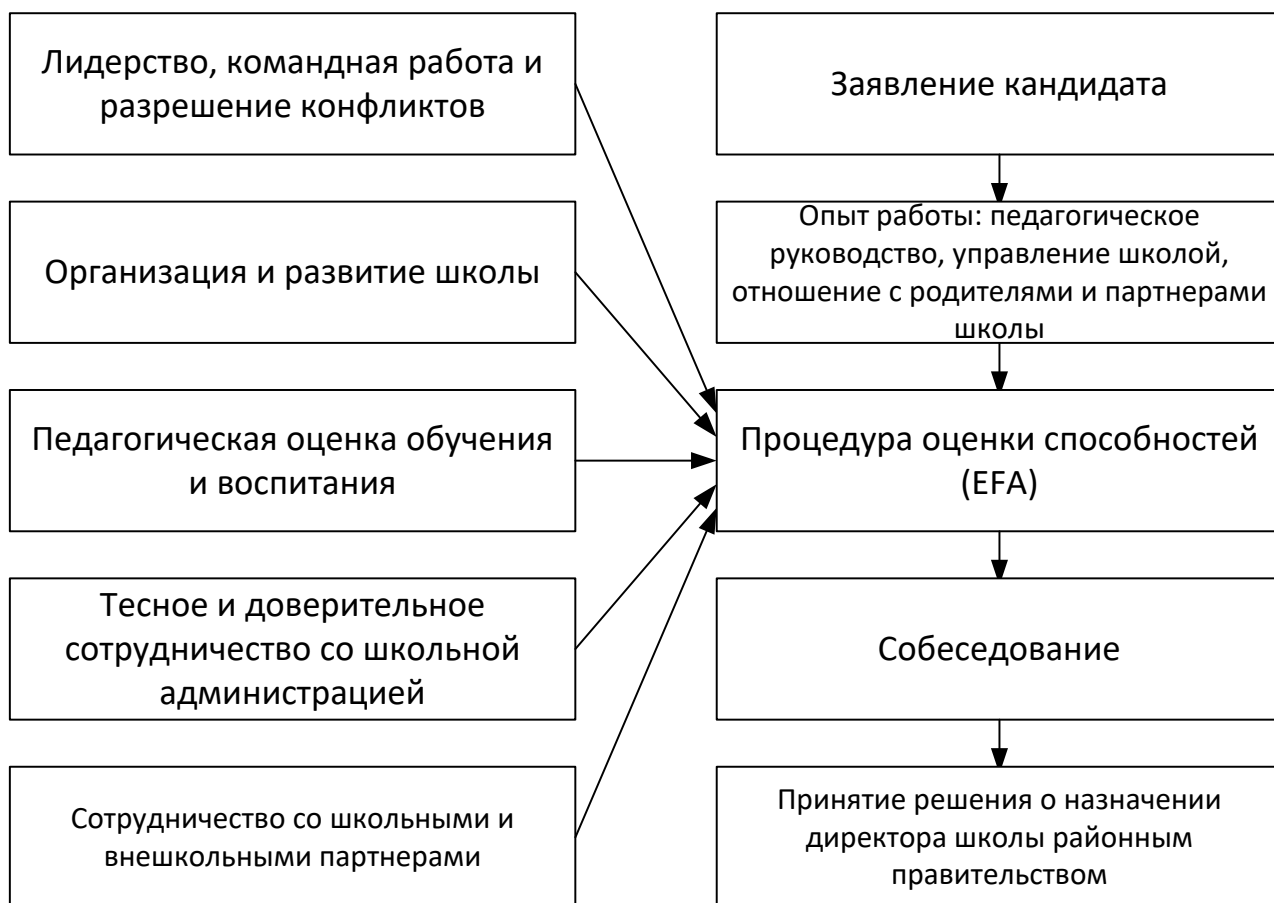 Лидерство, командная работа и
разрешение конфликтов
Организация и развитие школы
Педагогическая оценка обучения
и воспитания
Тесное и доверительное
сотрудничество со школьной
администрацией
Сотрудничество со школьными и
внешкольными партнерами
Заявление кандидата
Опыт работы: педагогическое
руководство, управление школой,
отношение с родителями и партнерами
школы
Процедура оценки способностей
(EFA)
Собеседование
Принятие решения о назначении
директора школы районным
правительством